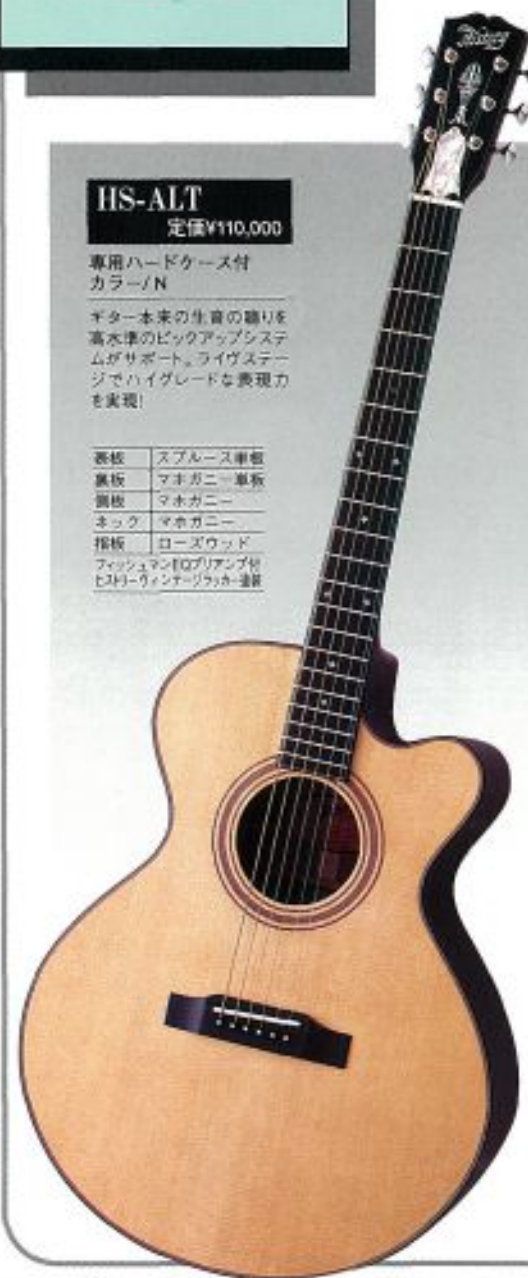 History
HS-ALT
定価¥110,000
専用ハードケース付
カラー/N
ギター本来の生音の鳴りを
高水準のピックアップシステ
ムがサポート。ライヴステー
ジでハイグレードな表現力
を実現!
表板 スプルース単板
裏板 マホガニー単板
側板 マホガニー
ネック マホガニー
指板 ローズウッド
フィッシュマンEQプリアンプ付
ヒストリーヴィンテージラッカー塗装